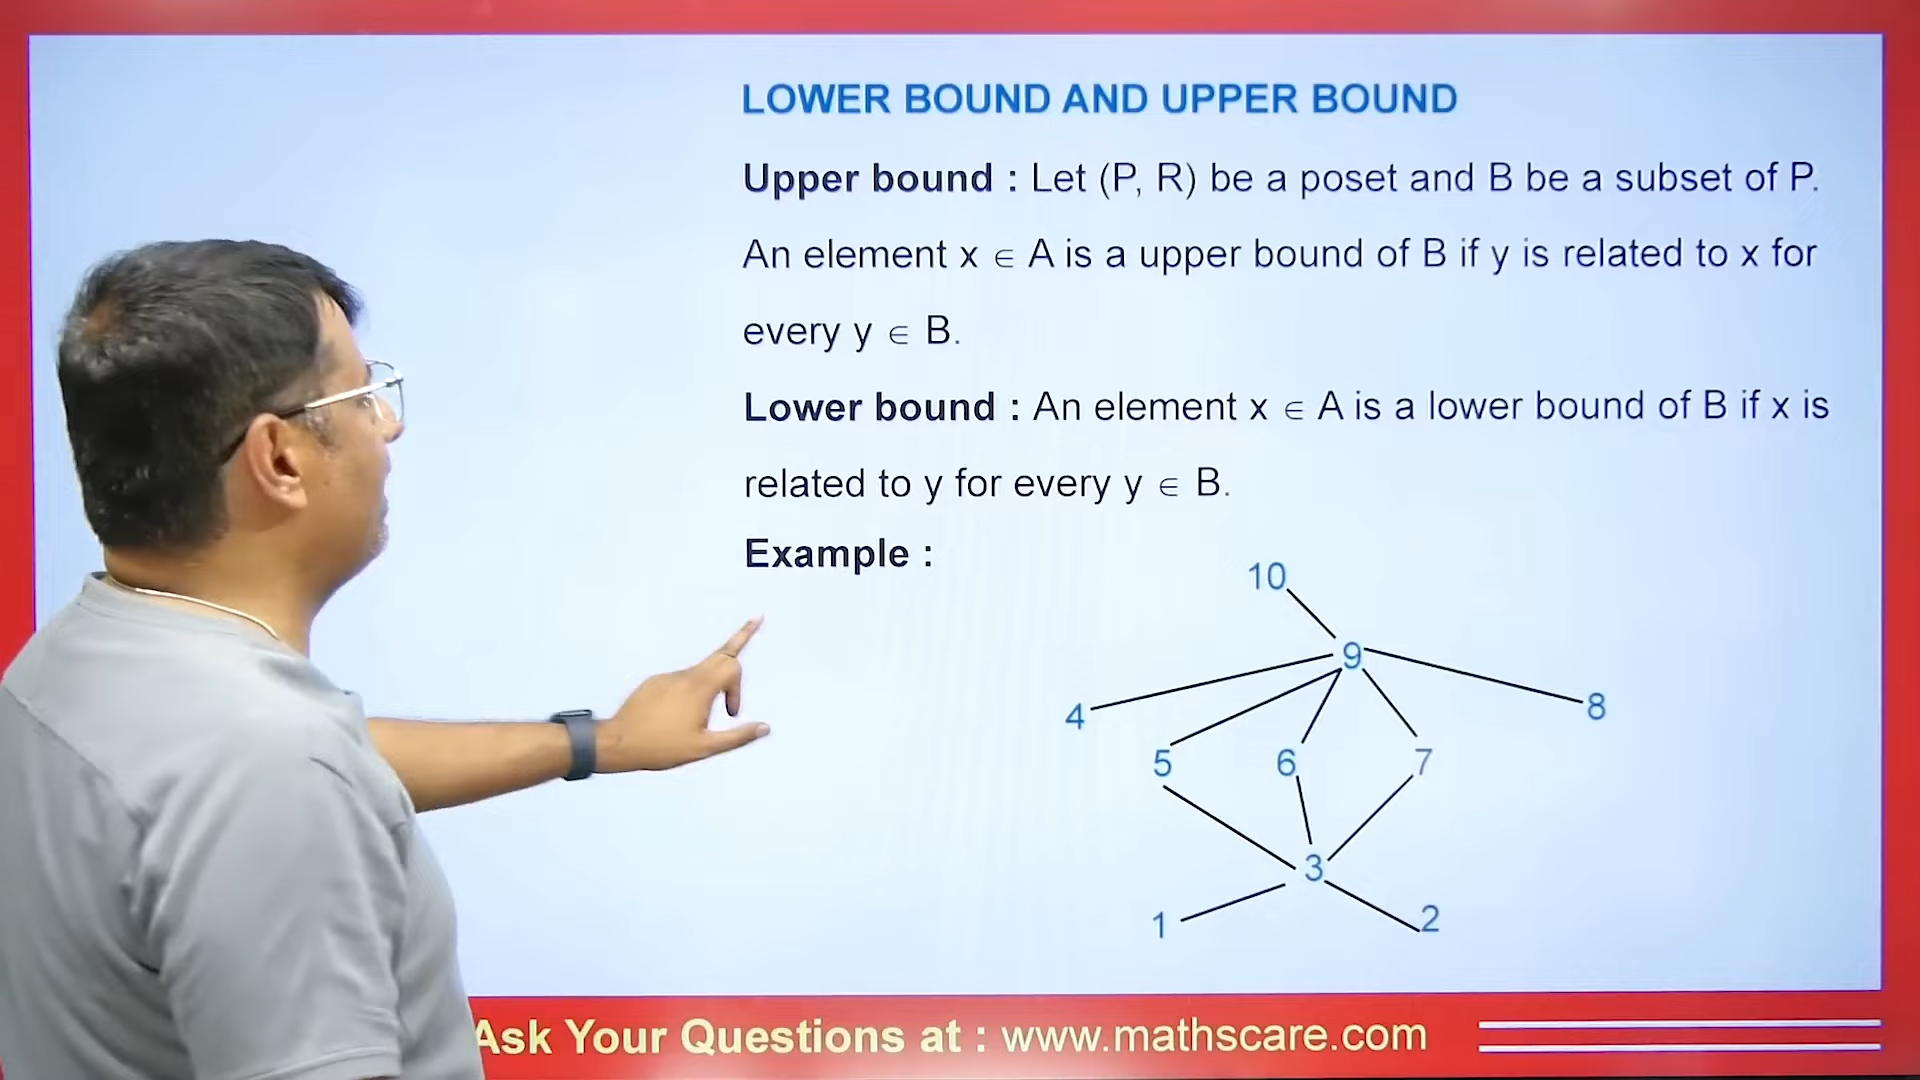 LOWER BOUND AND UPPER BOUND
Upper bound : Let (P, R) be a poset and B be a subset of P.
An element x ∈ A is a upper bound of B if y is related to x for
every y ∈ B.
Lower bound : An element x ∈ A is a lower bound of B if x is
related to y for every y ∈ B.
Example :
10
9
4
8
5
6
7
3
1
2
Ask Your Questions at : www.mathscare.com